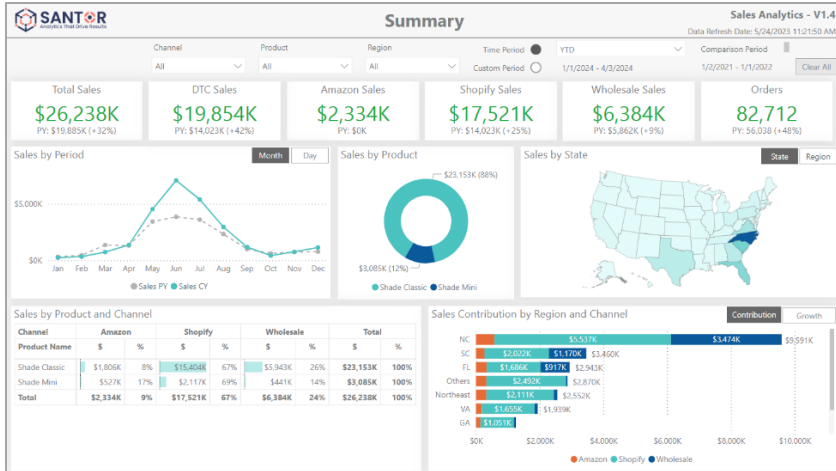 SANTOR
Analytics That Drive Results
Summary
Sales Analytics - V1.4
Data Refresh Date: 5/24/2023 11:21:50 AM
Channel
Product
Region
Time Period
YTD
Comparison Period
All
All
All
Custom Period
1/1/2024 - 4/3/2024
1/2/2021 - 1/1/2022
Clear All
Total Sales
$26,238K
PY: $19,885K (+32%)
DTC Sales
$19,854K
PY: $14,023K (+42%)
Amazon Sales
$2,334K
PY: $0K
Shopify Sales
$17,521K
PY: $14,023K (+25%)
Wholesale Sales
$6,384K
PY: $5,862K (+9%)
Orders
82,712
PY: 56,038 (+48%)
Sales by Period
Month
Day
$5,000K
$0K
Jan Feb Mar Apr May Jun Jul Aug Sep Oct Nov Dec
Sales PY Sales CY
Sales by Product
$23,153K (88%)
$3,085K (12%)
Shade Classic Shade Mini
Sales by State
State
Region
Sales by Product and Channel
Channel Amazon Shopify Wholesale Total
Product Name $ % $ % $ % $ %
Shade Classic $1,806K 8% $15,404K 67% $5,943K 26% $23,153K 100%
Shade Mini $527K 17% $2,117K 69% $441K 14% $3,085K 100%
Total $2,334K 9% $17,521K 67% $6,384K 24% $26,238K 100%
Sales Contribution by Region and Channel
Contribution
Growth
NC $5,537K $3,474K $9,591K
SC $2,022K $1,170K $3,460K
FL $1,686K $917K $2,943K
Others $2,492K $2,870K
Northeast $2,111K $2,552K
VA $1,655K $1,939K
GA $1,051K
$0K $2,000K $4,000K $6,000K $8,000K $10,000K
Amazon Shopify Wholesale